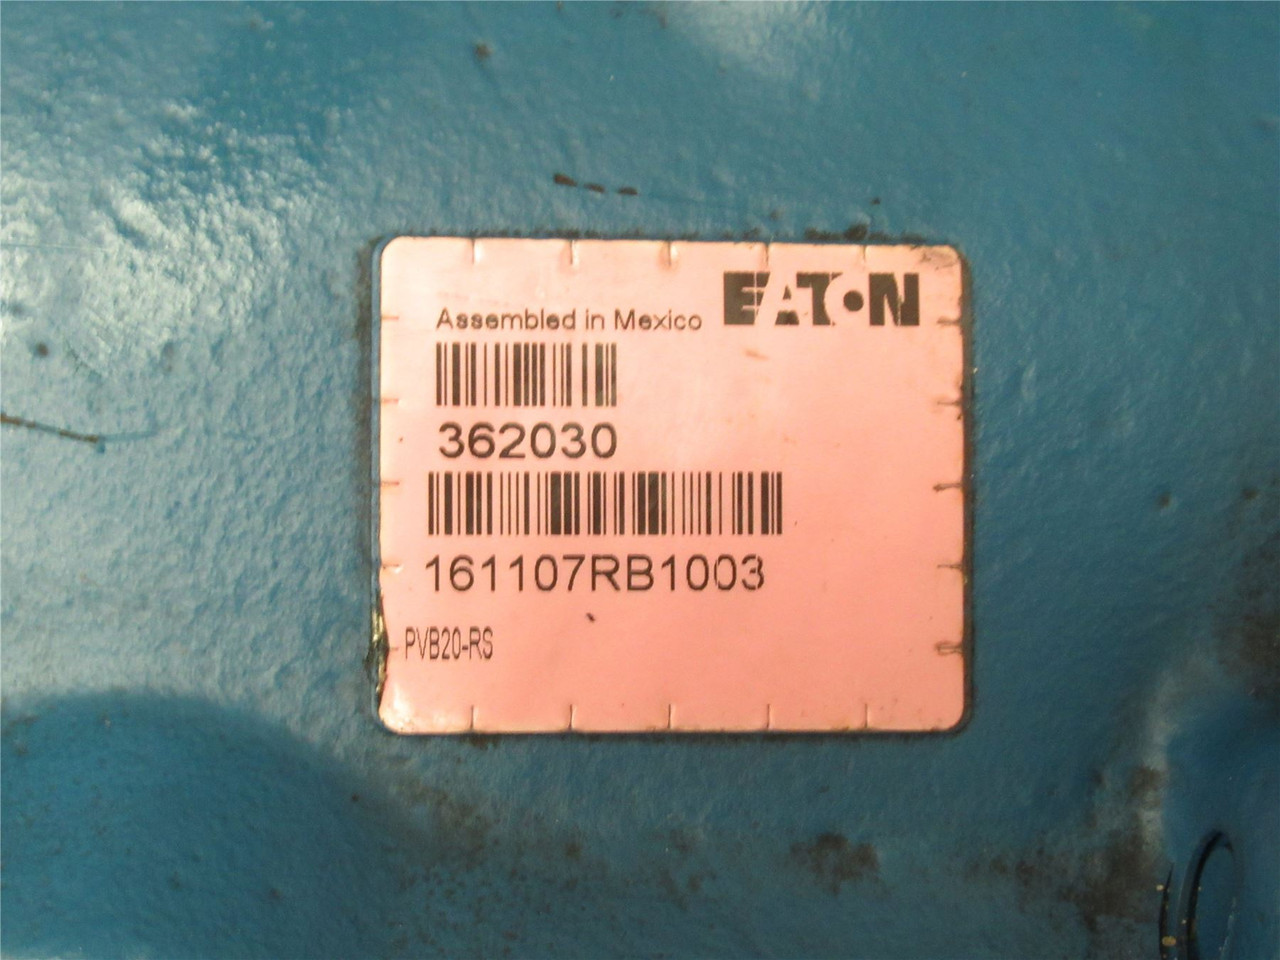 EATON
Assembled in Mexico
362030
161107RB1003
PVB20-RS